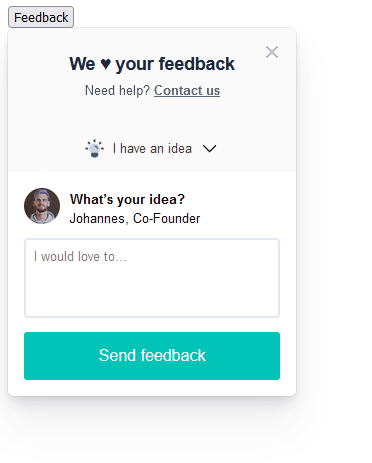 Feedback
We ♥ your feedback
Need help? Contact us
I have an idea
What's your idea?
Johannes, Co-Founder
I would love to...
Send feedback